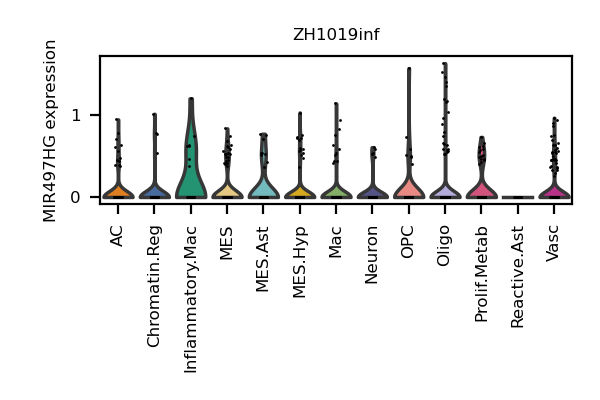 ZH1019inf
MIR497HG expression
1
0
AC
Chromatin.Reg
Inflammatory.Mac
MES
MES.Ast
MES.Hyp
Mac
Neuron
OPC
Oligo
Prolif.Metab
Reactive.Ast
Vasc